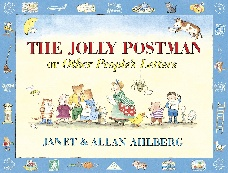 THE JOLLY POSTMAN
or Other People's Letters
JANET & ALLAN AHLBERG